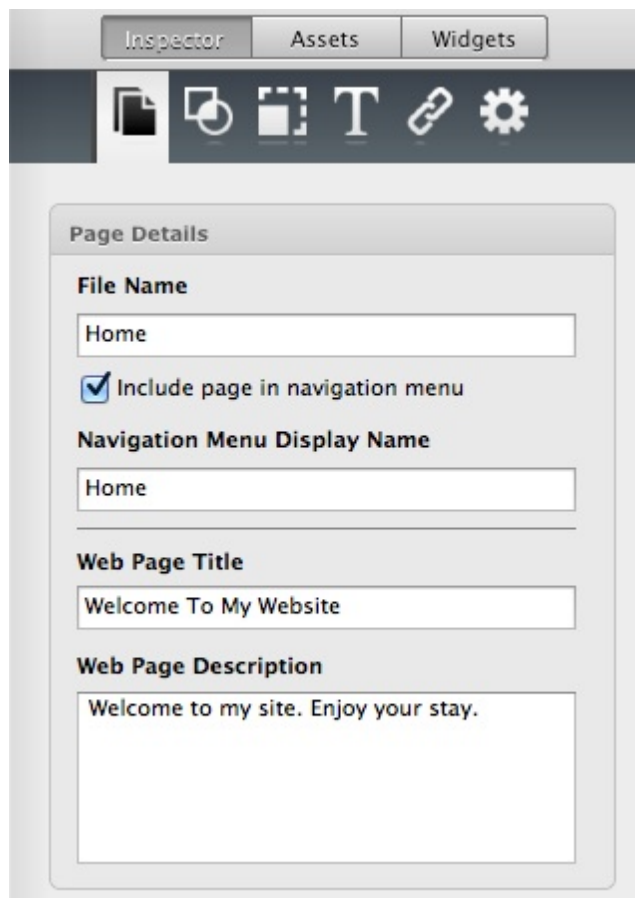 Inspector Assets Widgets
T
Page Details
File Name
Home
Include page in navigation menu
Navigation Menu Display Name
Home
Web Page Title
Welcome To My Website
Web Page Description
Welcome to my site. Enjoy your stay.